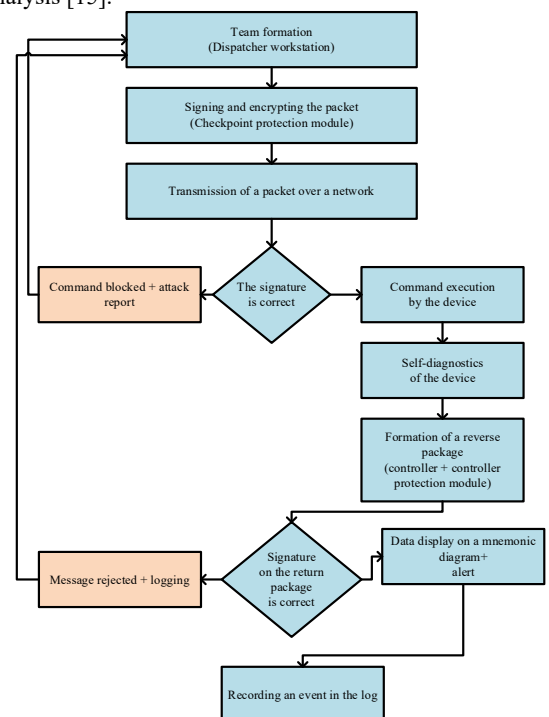 alysis [15].
Team formation
(Dispatcher workstation)
Signing and encrypting the packet
(Checkpoint protection module)
Transmission of a packet over a network
Command blocked + attack
report
The signature
is correct
Command execution
by the device
Self-diagnostics
of the device
Formation of a reverse
package
(controller + controller
protection module)
Message rejected + logging
Signature
on the return
package
is correct
Data display on a mnemonic
diagram+
alert
Recording an event in the log